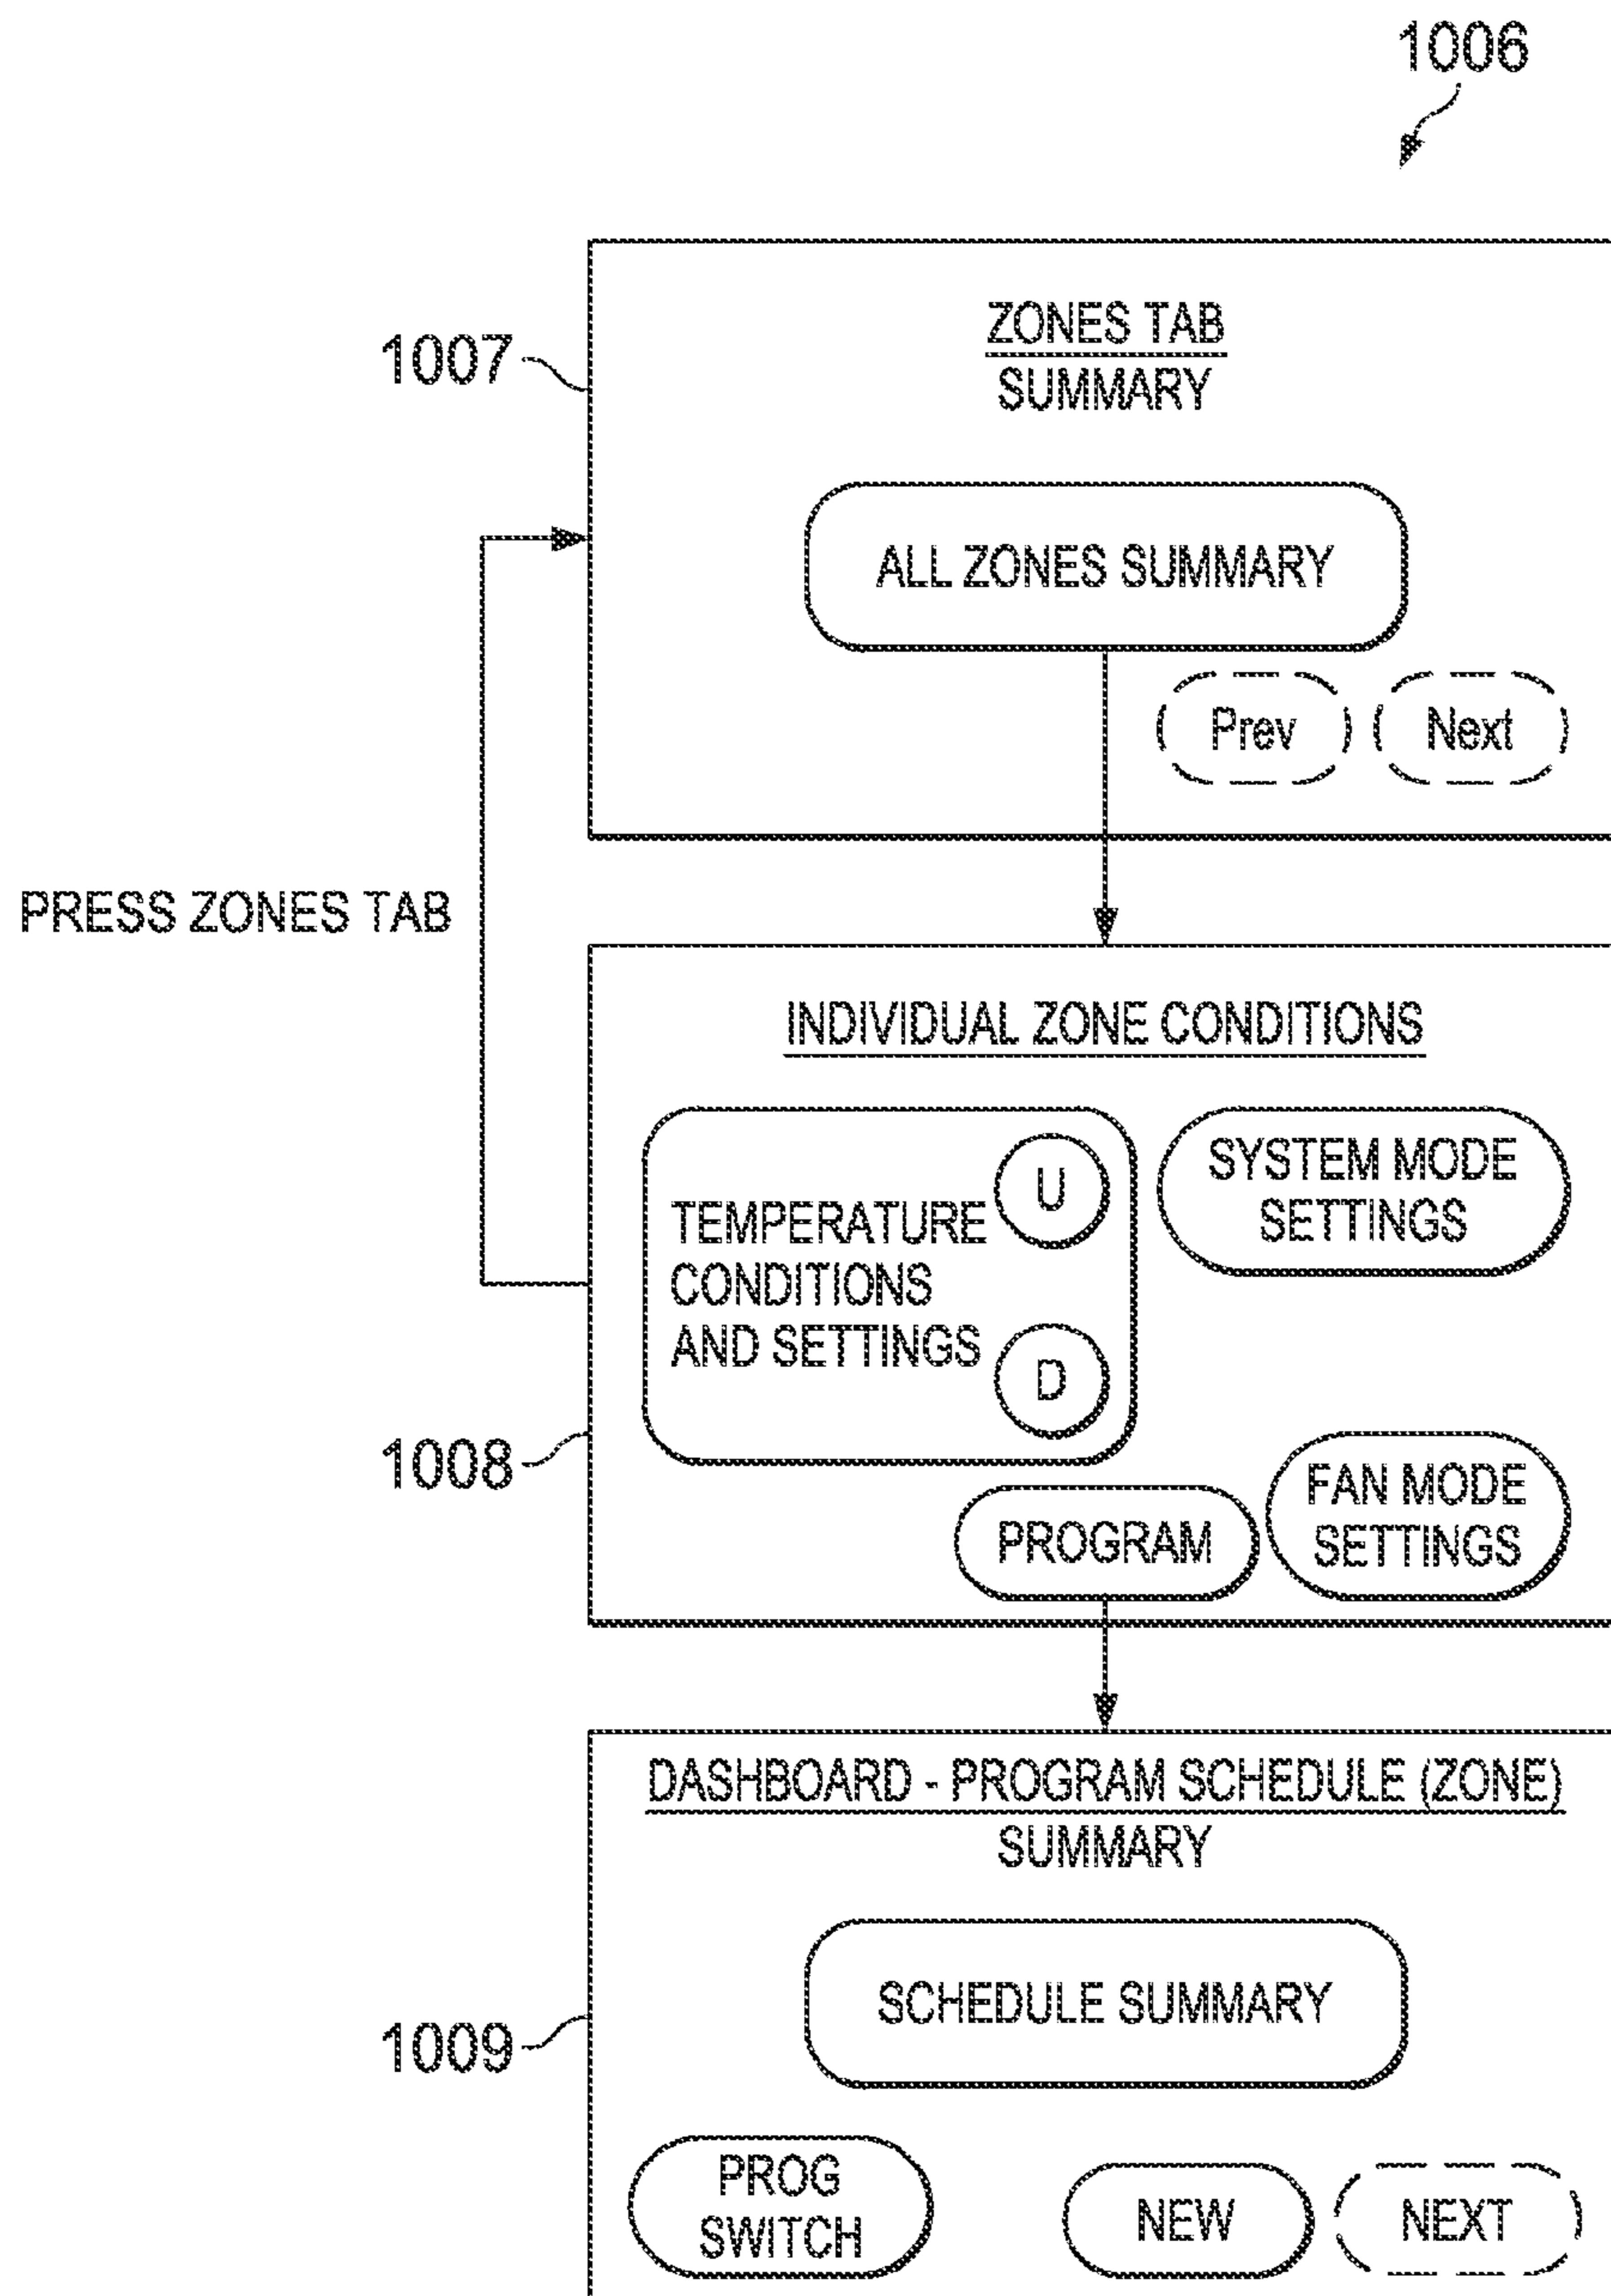 1006
1007
ZONES TAB
SUMMARY
ALL ZONES SUMMARY
Prev
Next
PRESS ZONES TAB
INDIVIDUAL ZONE CONDITIONS
TEMPERATURE
CONDITIONS
AND SETTINGS
U
D
SYSTEM MODE
SETTINGS
1008
PROGRAM
FAN MODE
SETTINGS
DASHBOARD - PROGRAM SCHEDULE (ZONE)
SUMMARY
SCHEDULE SUMMARY
1009
PROG
SWITCH
NEW
NEXT